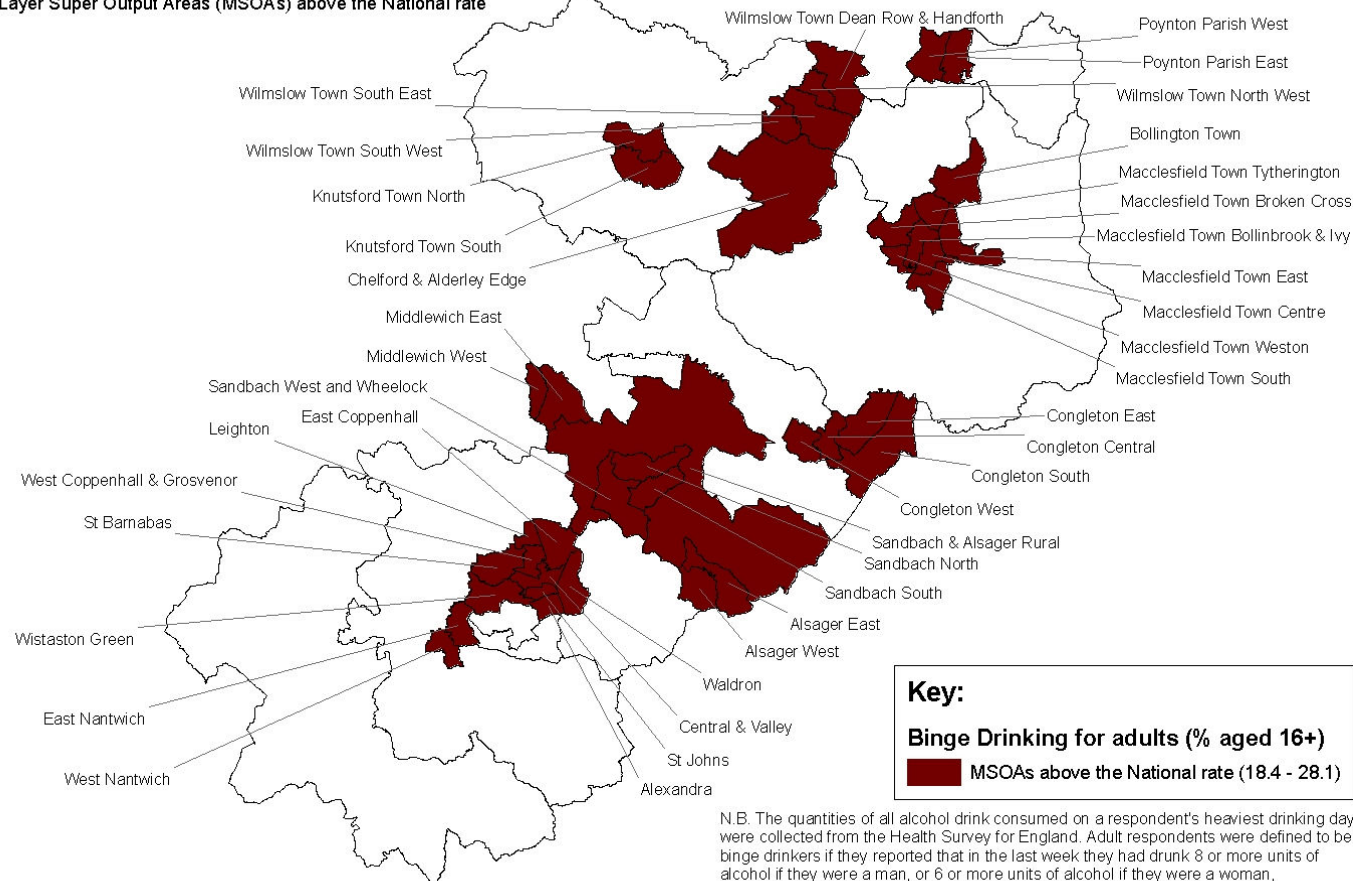 Layer Super Output Areas (MSOAs) above the National rate
Wilmslow Town Dean Row & Handforth
Poynton Parish West
Poynton Parish East
Wilmslow Town South East
Wilmslow Town North West
Bollington Town
Wilmslow Town South West
Macclesfield Town Tytherington
Knutsford Town North
Macclesfield Town Broken Cross
Macclesfield Town Bollinbrook & Ivy
Knutsford Town South
Chelford & Alderley Edge
Macclesfield Town East
Macclesfield Town Centre
Middlewich East
Macclesfield Town Weston
Middlewich West
Macclesfield Town South
Sandbach West and Wheelock
East Coppenhall
Congleton East
Leighton
Congleton Central
Congleton South
West Coppenhall & Grosvenor
Congleton West
St Barnabas
Sandbach & Alsager Rural
Sandbach North
Sandbach South
Alsager East
Wistaston Green
Alsager West
Waldron
East Nantwich
Central & Valley
St Johns
West Nantwich
Alexandra
Key:
Binge Drinking for adults (% aged 16+)
MSOAs above the National rate (18.4 - 28.1)
N.B. The quantities of all alcohol drink consumed on a respondent's heaviest drinking day
were collected from the Health Survey for England. Adult respondents were defined to be
binge drinkers if they reported that in the last week they had drunk 8 or more units of
alcohol if they were a man, or 6 or more units of alcohol if they were a woman,